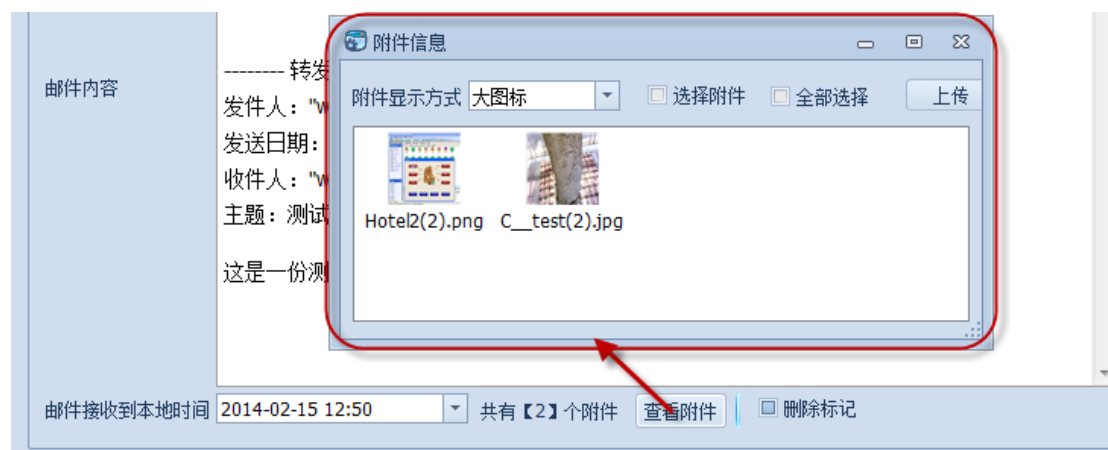 附件信息
附件显示方式 大图标 选择附件 全部选择 上传
Hotel2(2).png C__test(2).jpg
邮件内容
-------- 转发
发件人："w
发送日期：
收件人："w
主题：测试
这是一份测
邮件接收到本地时间 2014-02-15 12:50 共有【2】个附件 查看附件 删除标记